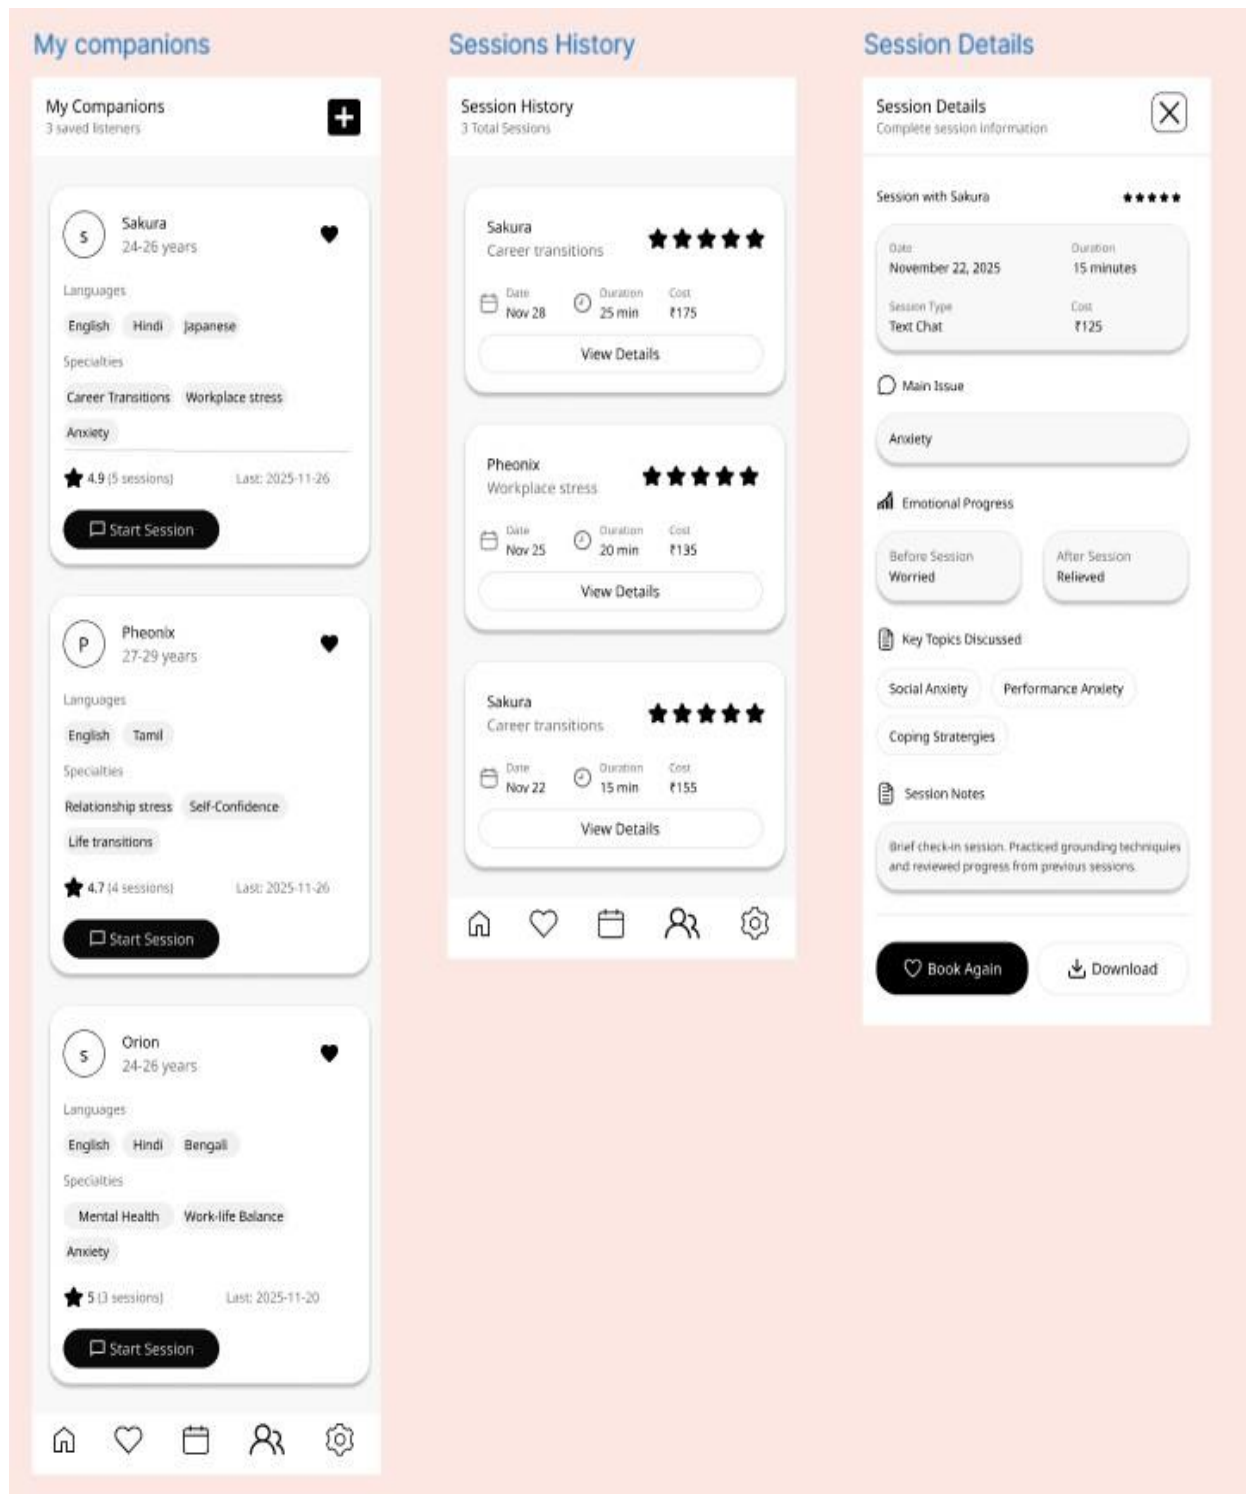 My companions
My Companions
3 saved listeners
S
Sakura
24-26 years
Languages
English Hindi Japanese
Specialties
Career Transitions Workplace stress
Anxiety
4.9 (5 sessions) Last: 2025-11-26
Start Session
P
Pheonix
27-29 years
Languages
English Tamil
Specialties
Relationship stress Self-Confidence
Life transitions
4.7 (4 sessions) Last: 2025-11-26
Start Session
S
Orion
24-26 years
Languages
English Hindi Bengali
Specialties
Mental Health Work-life Balance
Anxiety
5 (3 sessions) Last: 2025-11-20
Start Session
Sessions History
Session History
3 Total Sessions
Sakura
Career transitions
Date Duration Cost
Nov 28 25 min ₹175
View Details
Pheonix
Workplace stress
Date Duration Cost
Nov 25 20 min ₹135
View Details
Sakura
Career transitions
Date Duration Cost
Nov 22 15 min ₹155
View Details
Session Details
Session Details
Complete session information
Session with Sakura
Date Duration
November 22, 2025 15 minutes
Session Type Cost
Text Chat ₹125
Main Issue
Anxiety
Emotional Progress
Before Session After Session
Worried Relieved
Key Topics Discussed
Social Anxiety Performance Anxiety
Coping Stratergies
Session Notes
Brief check-in session. Practiced grounding techniques
and reviewed progress from previous sessions.
Book Again Download